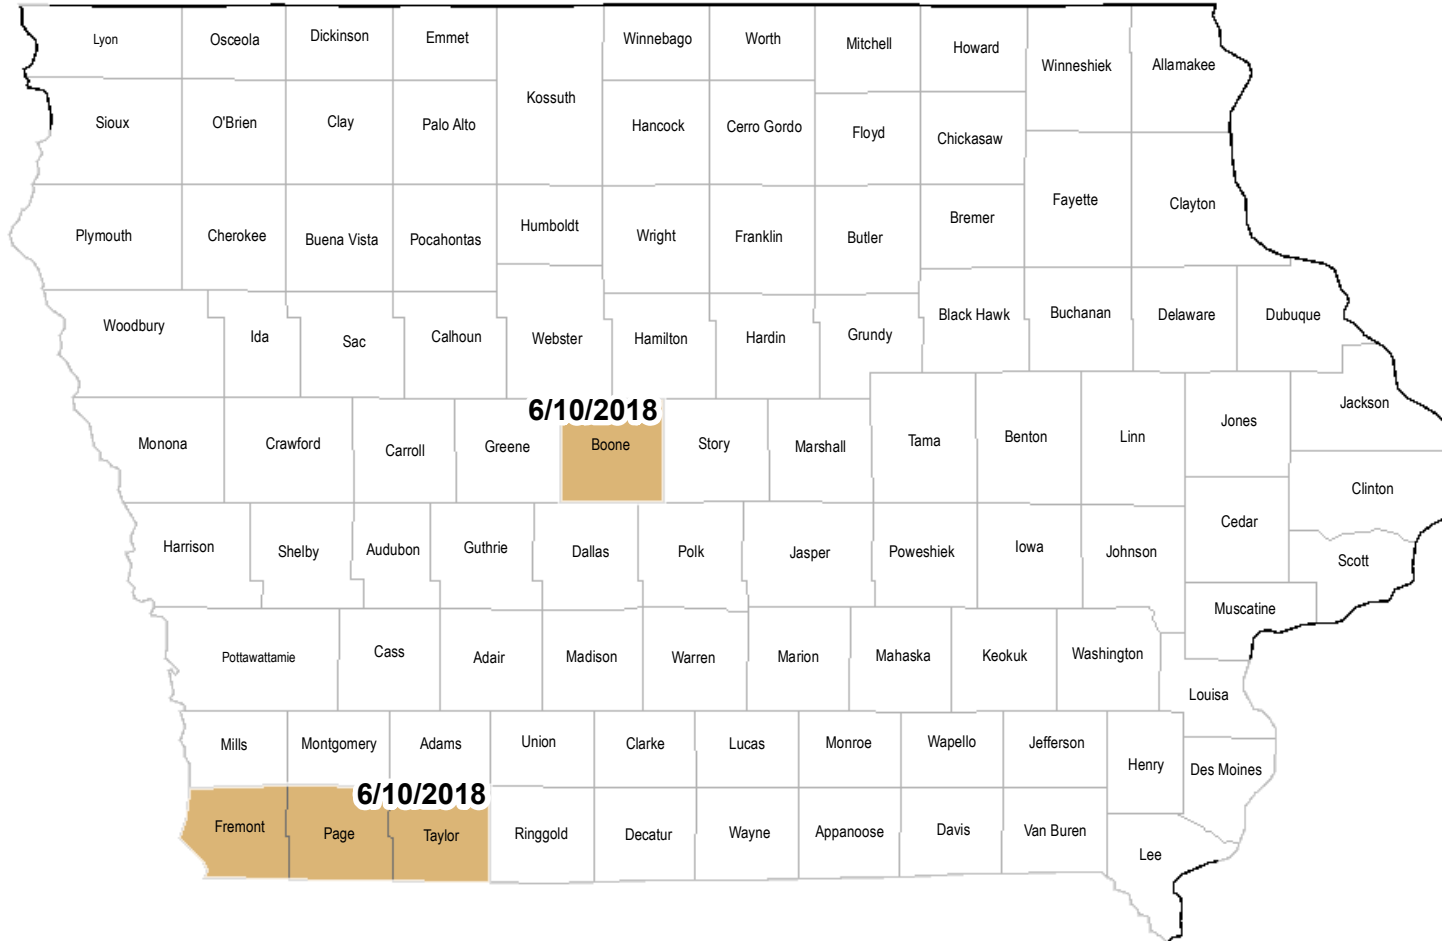 Lyon
Osceola
Dickinson
Emmet
Kossuth
Winnebago
Worth
Mitchell
Howard
Winneshiek
Allamakee
Sioux
O'Brien
Clay
Palo Alto
Hancock
Cerro Gordo
Floyd
Chickasaw
Plymouth
Cherokee
Buena Vista
Pocahontas
Humboldt
Wright
Franklin
Butler
Bremer
Fayette
Clayton
Woodbury
Ida
Sac
Calhoun
Webster
Hamilton
Hardin
Grundy
Black Hawk
Buchanan
Delaware
Dubuque
6/10/2018
Monona
Crawford
Carroll
Greene
Boone
Story
Marshall
Tama
Benton
Linn
Jones
Jackson
Clinton
Harrison
Shelby
Audubon
Guthrie
Dallas
Polk
Jasper
Poweshiek
Iowa
Johnson
Cedar
Scott
Muscatine
Pottawattamie
Cass
Adair
Madison
Warren
Marion
Mahaska
Keokuk
Washington
Louisa
Mills
Montgomery
Adams
Union
Clarke
Lucas
Monroe
Wapello
Jefferson
Henry
Des Moines
6/10/2018
Fremont
Page
Taylor
Ringgold
Decatur
Wayne
Appanoose
Davis
Van Buren
Lee